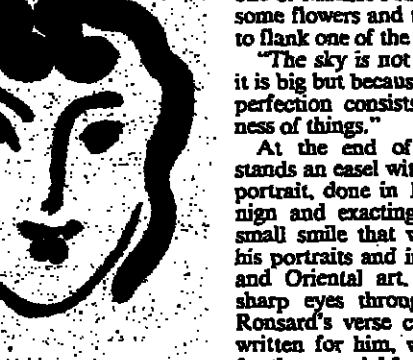 some flowers and
to flank one of the
"The sky is not
it is big but becaus
perfection consists
ness of things."
At the end of
stands an easel wit
portrait, done in
nign and exacting
small smile that
his portraits and i
and Oriental art.
sharp eyes throug
Ronsard's verse
written for him,